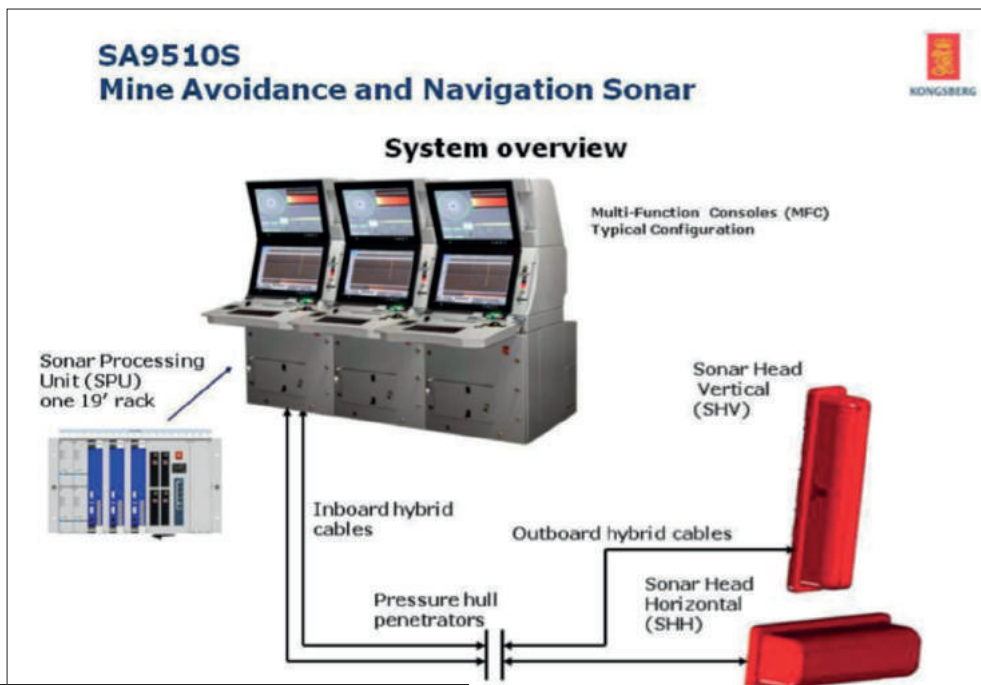 SA9510S
Mine Avoidance and Navigation Sonar
KONGSBERG
System overview
Multi-Function Consoles (MFC)
Typical Configuration
Sonar Processing
Unit (SPU)
one 19' rack
Sonar Head
Vertical
(SHV)
Inboard hybrid
cables
Outboard hybrid cables
Pressure hull
penetrators
Sonar Head
Horizontal
(SHH)